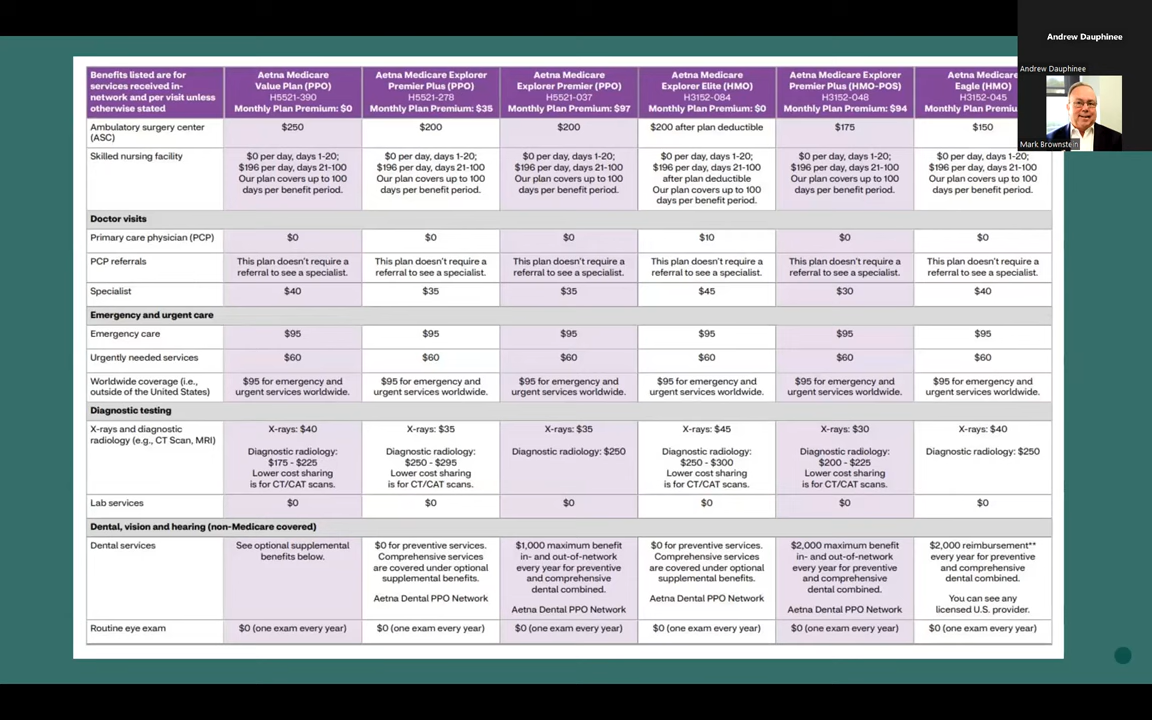 Andrew Dauphinee
Andrew Dauphinee
Mark Brownstein
Benefits listed are for
services received in-
network and per visit unless
otherwise stated
Aetna Medicare
Value Plan (PPO)
H5521-390
Monthly Plan Premium: $0
Aetna Medicare Explorer
Premier Plus (PPO)
H5521-278
Monthly Plan Premium: $35
Aetna Medicare
Explorer Premier (PPO)
H5521-037
Monthly Plan Premium: $97
Aetna Medicare
Explorer Elite (HMO)
H3152-084
Monthly Plan Premium: $0
Aetna Medicare Explorer
Premier Plus (HMO-POS)
H3152-048
Monthly Plan Premium: $94
Aetna Medicare
Eagle (HMO)
H3152-045
Monthly Plan Premium:
Ambulatory surgery center
(ASC)
$250
$200
$200
$200 after plan deductible
$175
$150
Skilled nursing facility
$0 per day, days 1-20;
$196 per day, days 21-100
Our plan covers up to 100
days per benefit period.
$0 per day, days 1-20;
$196 per day, days 21-100
Our plan covers up to 100
days per benefit period.
$0 per day, days 1-20;
$196 per day, days 21-100
Our plan covers up to 100
days per benefit period.
$0 per day, days 1-20;
$196 per day, days 21-100
after plan deductible
Our plan covers up to 100
days per benefit period.
$0 per day, days 1-20;
$196 per day, days 21-100
Our plan covers up to 100
days per benefit period.
$0 per day, days 1-20;
$196 per day, days 21-100
Our plan covers up to 100
days per benefit period.
Doctor visits
Primary care physician (PCP)
$0
$0
$0
$10
$0
$0
PCP referrals
This plan doesn't require a
referral to see a specialist.
This plan doesn't require a
referral to see a specialist.
This plan doesn't require a
referral to see a specialist.
This plan doesn't require a
referral to see a specialist.
This plan doesn't require a
referral to see a specialist.
This plan doesn't require a
referral to see a specialist.
Specialist
$40
$35
$35
$45
$30
$40
Emergency and urgent care
Emergency care
$95
$95
$95
$95
$95
$95
Urgently needed services
$60
$60
$60
$60
$60
$60
Worldwide coverage (i.e.,
outside of the United States)
$95 for emergency and
urgent services worldwide.
$95 for emergency and
urgent services worldwide.
$95 for emergency and
urgent services worldwide.
$95 for emergency and
urgent services worldwide.
$95 for emergency and
urgent services worldwide.
$95 for emergency and
urgent services worldwide.
Diagnostic testing
X-rays and diagnostic
radiology (e.g., CT Scan, MRI)
X-rays: $40
Diagnostic radiology:
$175 - $225
Lower cost sharing
is for CT/CAT scans.
X-rays: $35
Diagnostic radiology:
$250 - $295
Lower cost sharing
is for CT/CAT scans.
X-rays: $35
Diagnostic radiology: $250
X-rays: $45
Diagnostic radiology:
$250 - $300
Lower cost sharing
is for CT/CAT scans.
X-rays: $30
Diagnostic radiology:
$200 - $225
Lower cost sharing
is for CT/CAT scans.
X-rays: $40
Diagnostic radiology: $250
Lab services
$0
$0
$0
$0
$0
$0
Dental, vision and hearing (non-Medicare covered)
Dental services
See optional supplemental
benefits below.
$0 for preventive services.
Comprehensive services
are covered under optional
supplemental benefits.
Aetna Dental PPO Network
$1,000 maximum benefit
in- and out-of-network
every year for preventive
and comprehensive
dental combined.
Aetna Dental PPO Network
$0 for preventive services.
Comprehensive services
are covered under optional
supplemental benefits.
Aetna Dental PPO Network
$2,000 maximum benefit
in- and out-of-network
every year for preventive
and comprehensive
dental combined.
Aetna Dental PPO Network
$2,000 reimbursement**
every year for preventive
and comprehensive
dental combined.
You can see any
licensed U.S. provider.
Routine eye exam
$0 (one exam every year)
$0 (one exam every year)
$0 (one exam every year)
$0 (one exam every year)
$0 (one exam every year)
$0 (one exam every year)